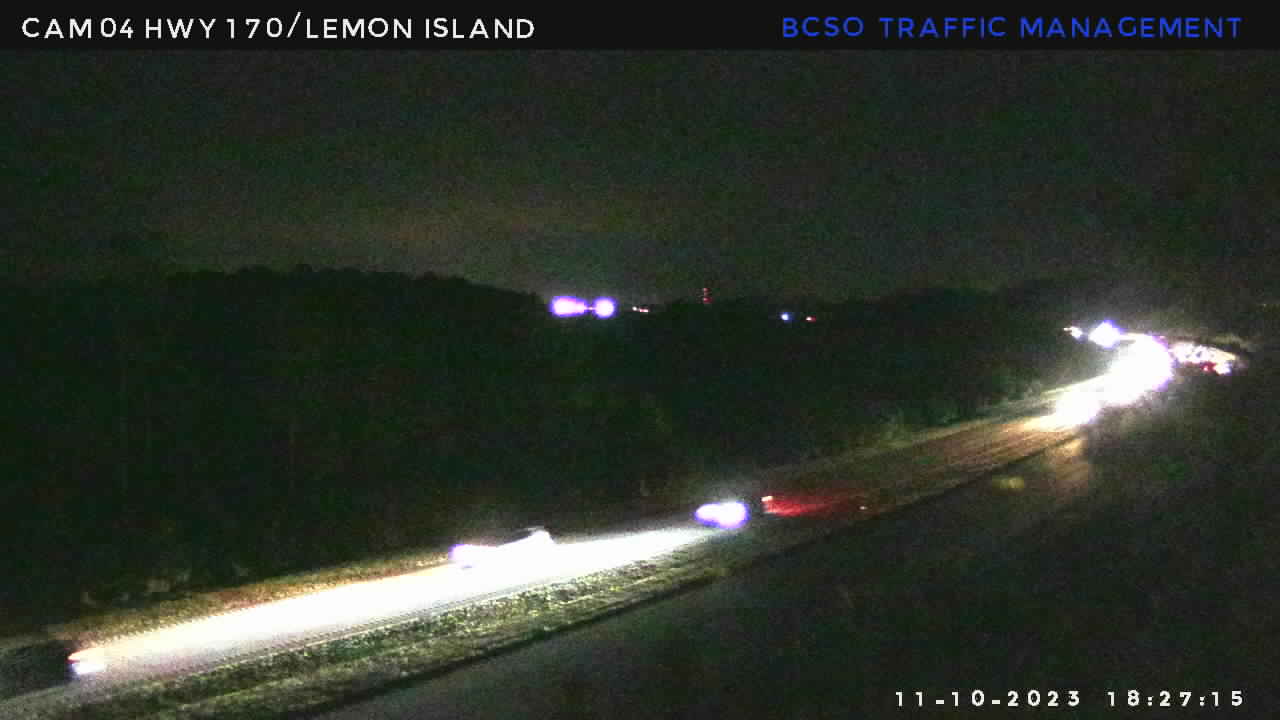 CAM04 HWY 170/LEMON ISLAND
BCSO TRAFFIC MANAGEMENT
11-10-2023 18:27:15